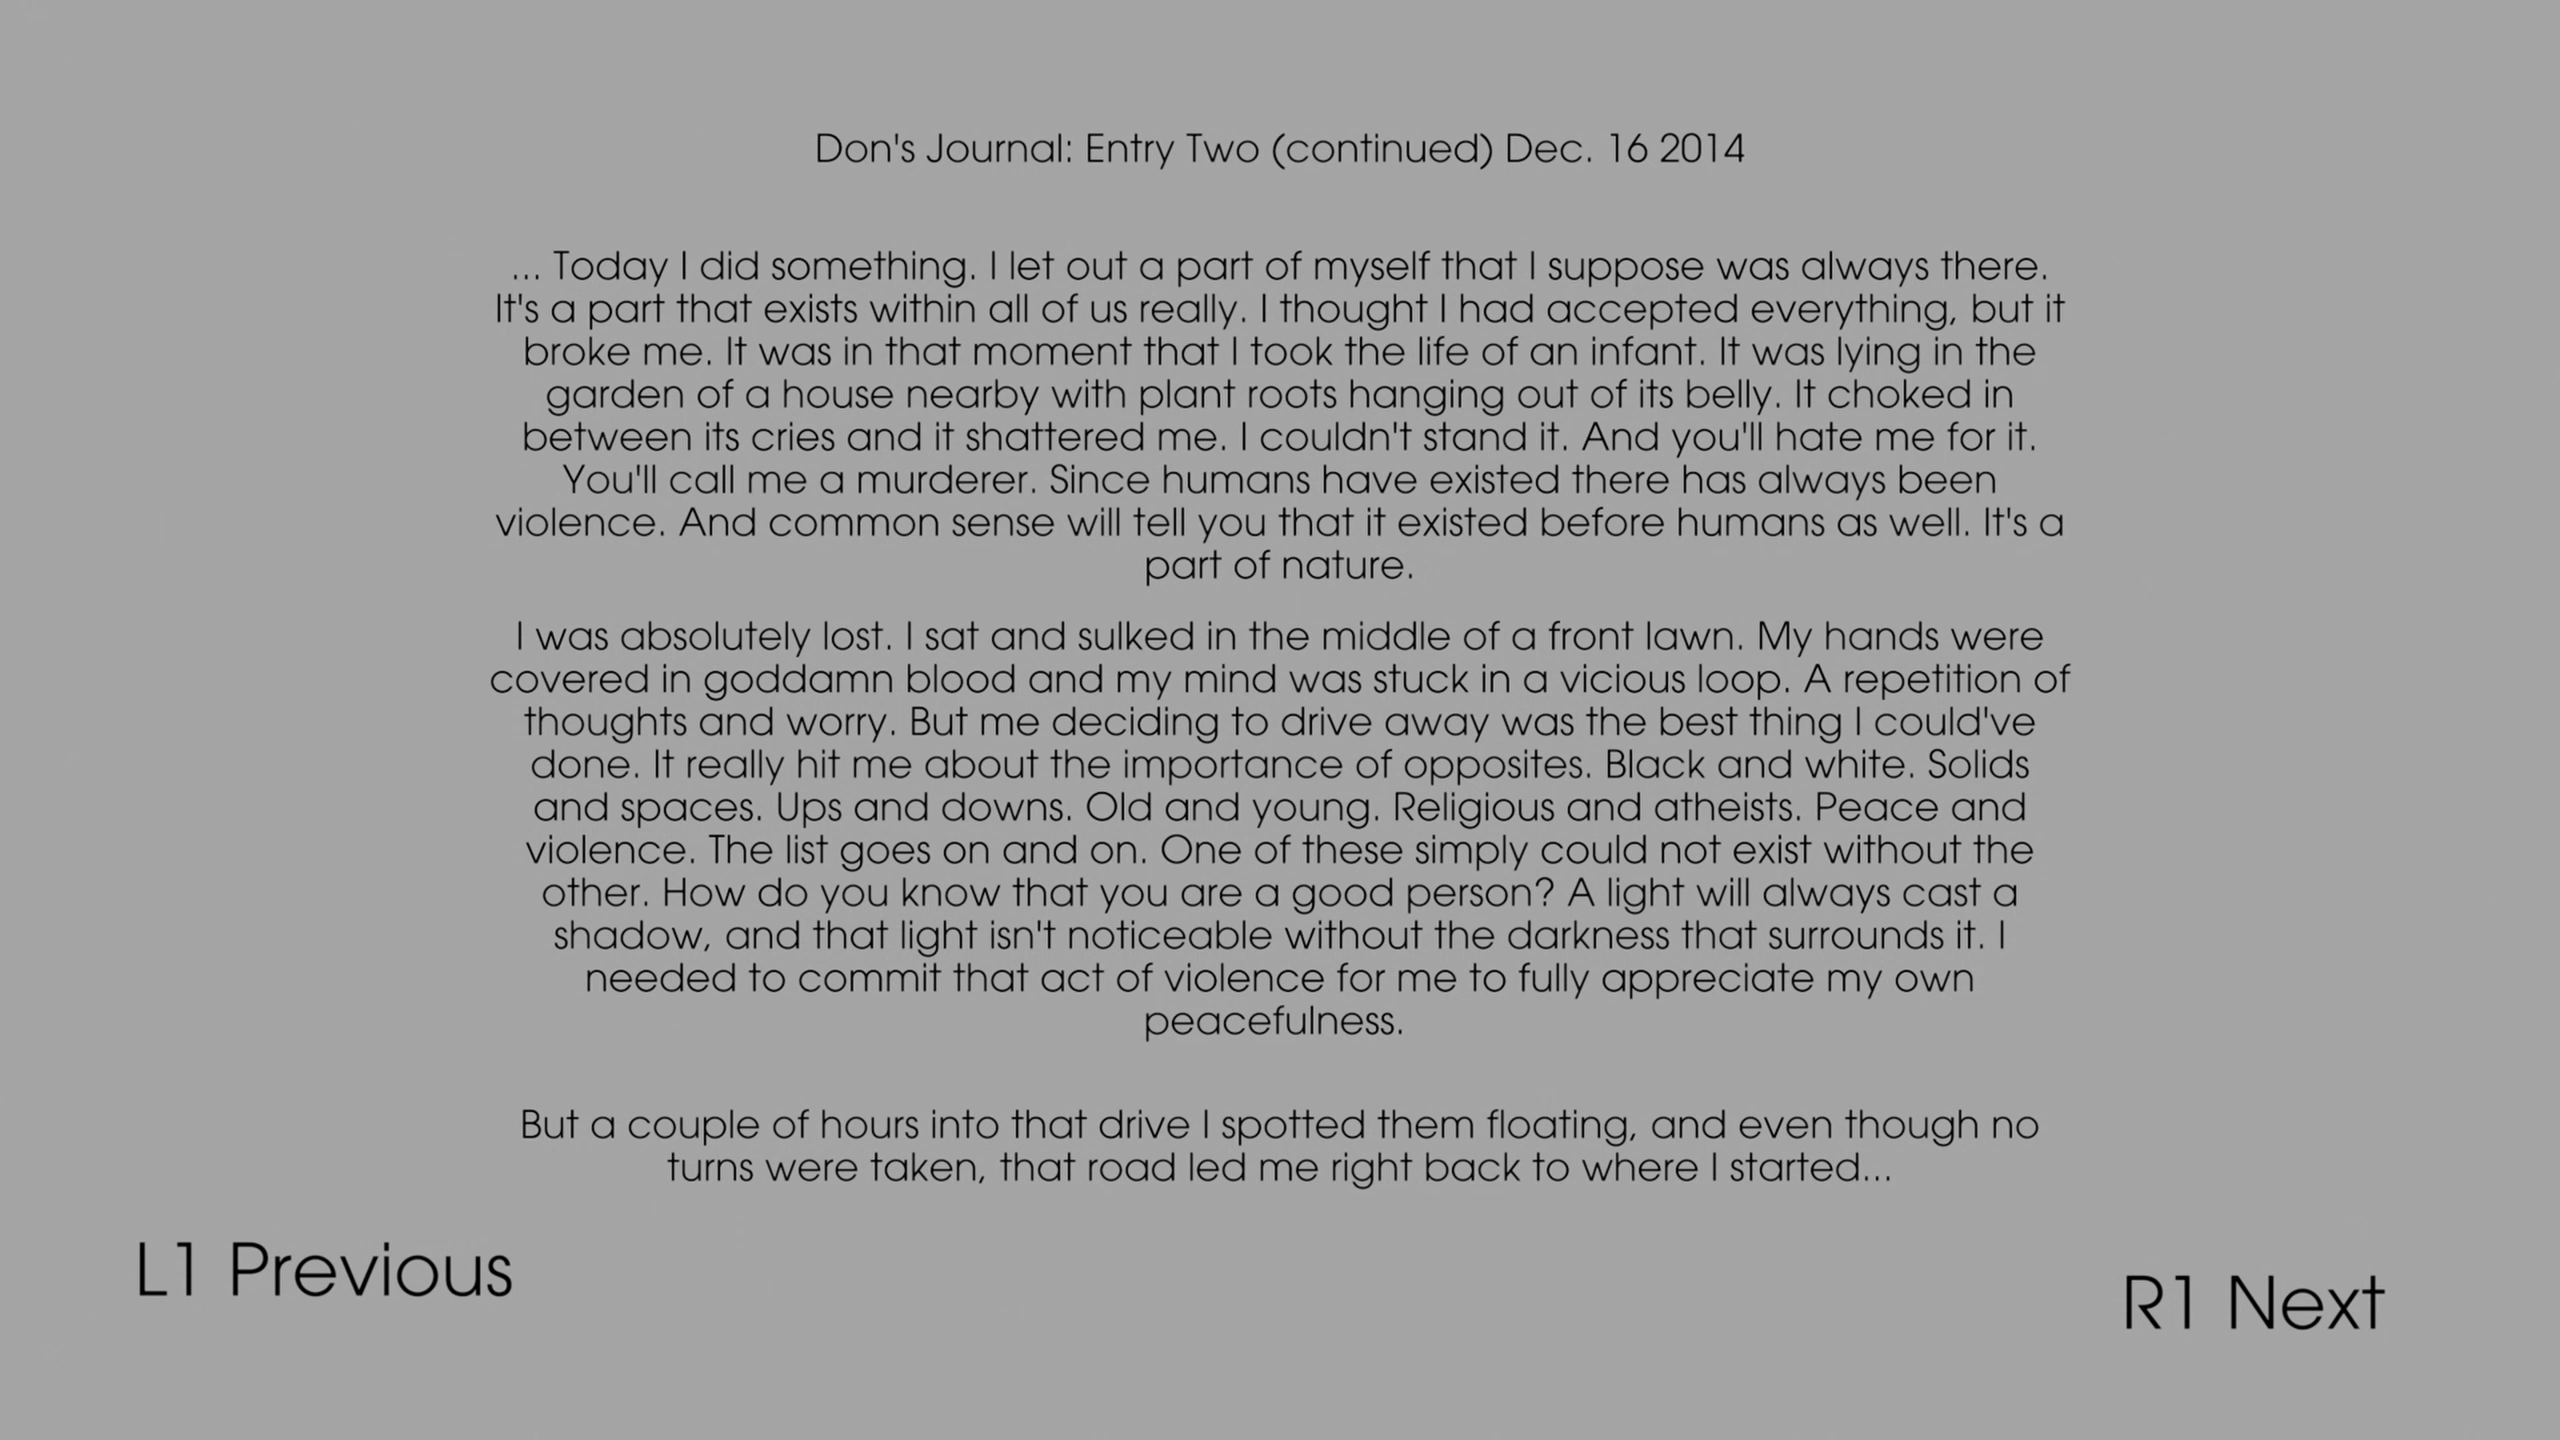 Don's Journal: Entry Two (continued) Dec. 16 2014
... Today I did something. I let out a part of myself that I suppose was always there.
It's a part that exists within all of us really. I thought I had accepted everything, but it
broke me. It was in that moment that I took the life of an infant. It was lying in the
garden of a house nearby with plant roots hanging out of its belly. It choked in
between its cries and it shattered me. I couldn't stand it. And you'll hate me for it.
You'll call me a murderer. Since humans have existed there has always been
violence. And common sense will tell you that it existed before humans as well. It's a
part of nature.
I was absolutely lost. I sat and sulked in the middle of a front lawn. My hands were
covered in goddamn blood and my mind was stuck in a vicious loop. A repetition of
thoughts and worry. But me deciding to drive away was the best thing I could've
done. It really hit me about the importance of opposites. Black and white. Solids
and spaces. Ups and downs. Old and young. Religious and atheists. Peace and
violence. The list goes on and on. One of these simply could not exist without the
other. How do you know that you are a good person? A light will always cast a
shadow, and that light isn't noticeable without the darkness that surrounds it. I
needed to commit that act of violence for me to fully appreciate my own
peacefulness.
But a couple of hours into that drive I spotted them floating, and even though no
turns were taken, that road led me right back to where I started...
L1 Previous
R1 Next